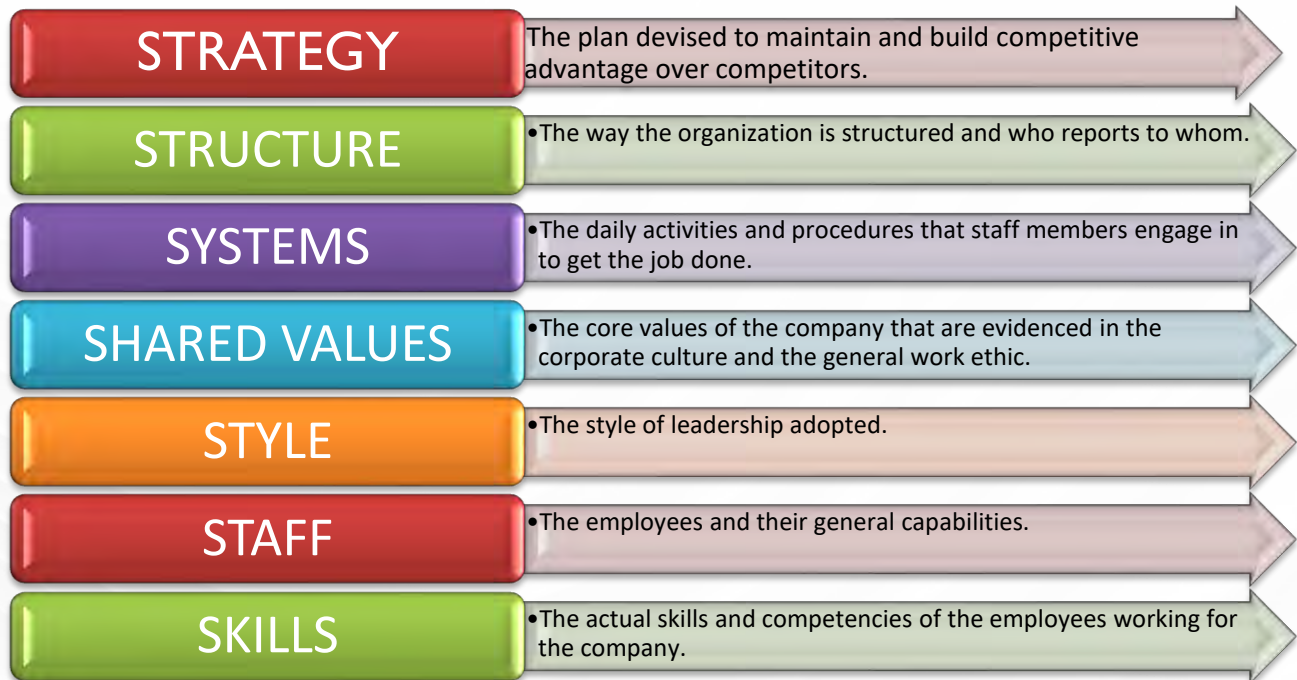 STRATEGY
The plan devised to maintain and build competitive
advantage over competitors.
STRUCTURE
•The way the organization is structured and who reports to whom.
SYSTEMS
•The daily activities and procedures that staff members engage in
to get the job done.
SHARED VALUES
•The core values of the company that are evidenced in the
corporate culture and the general work ethic.
STYLE
•The style of leadership adopted.
STAFF
•The employees and their general capabilities.
SKILLS
•The actual skills and competencies of the employees working for
the company.